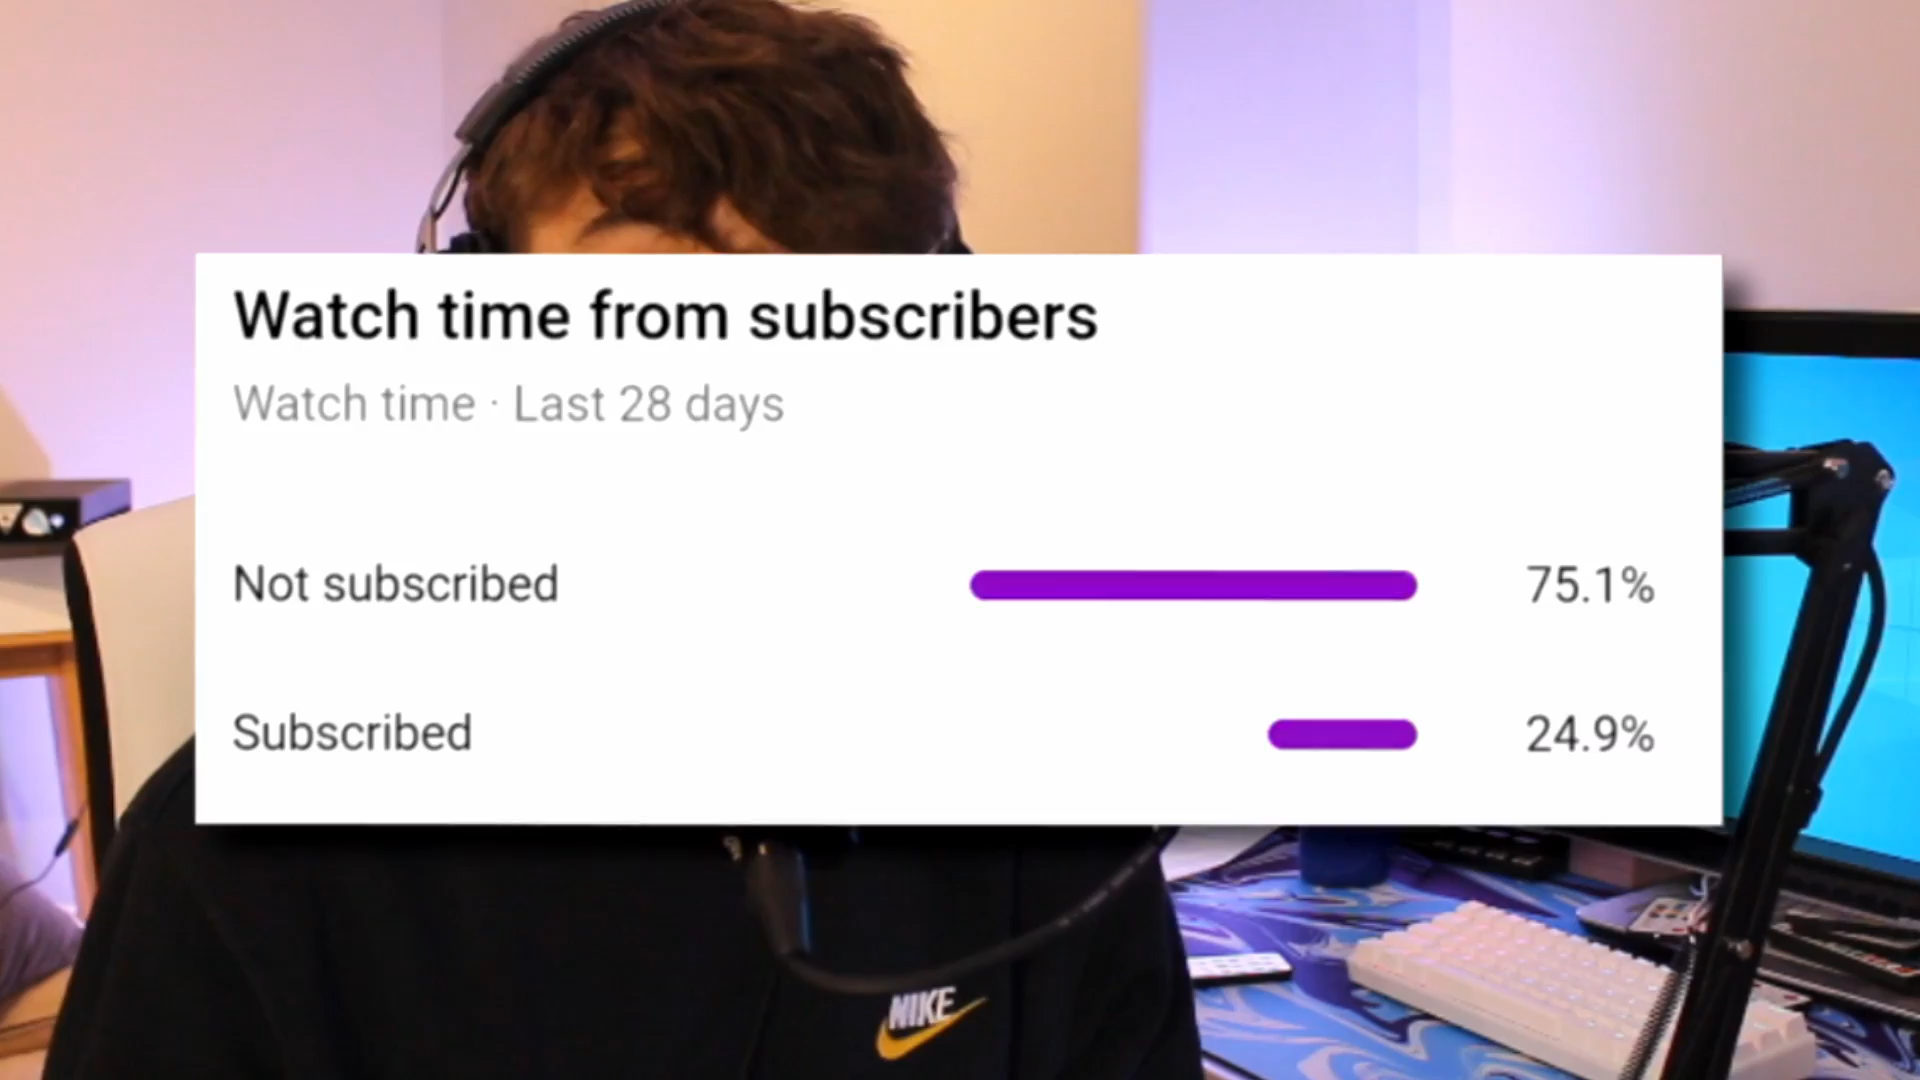 Watch time from subscribers
Watch time · Last 28 days
Not subscribed 75.1%
Subscribed 24.9%
NIKE